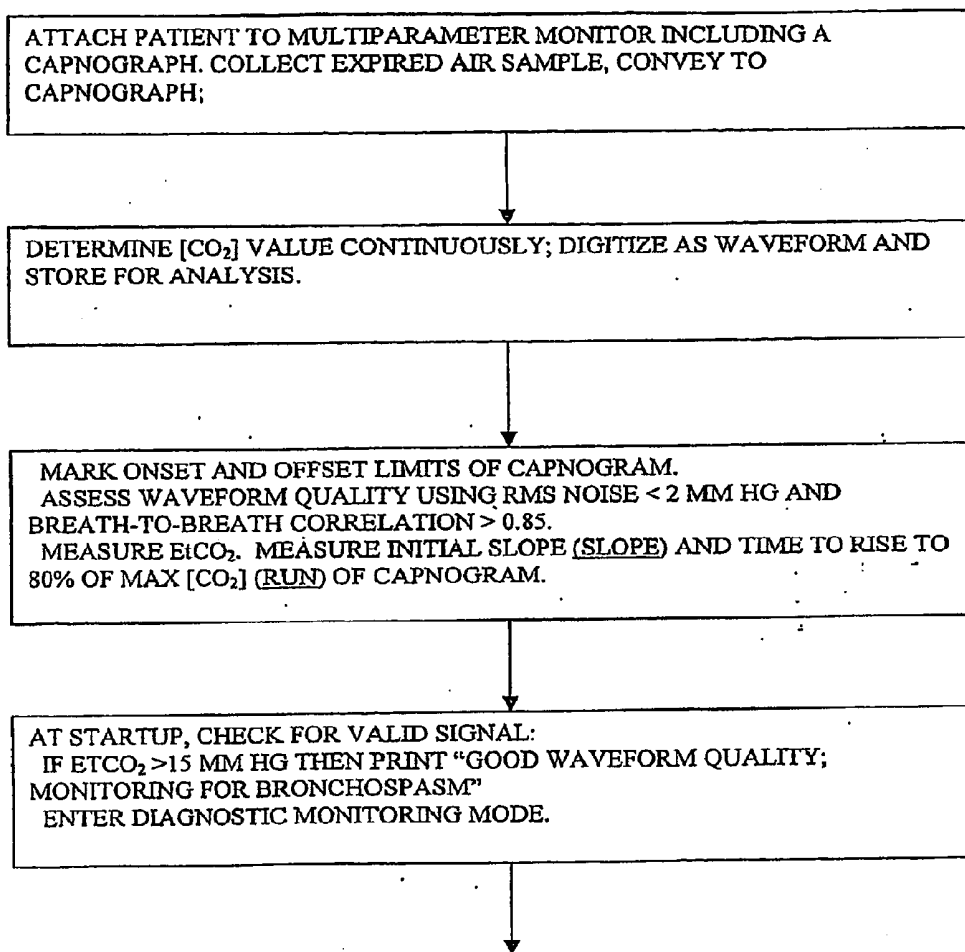 ATTACH PATIENT TO MULTIPARAMETER MONITOR INCLUDING A
CAPNOGRAPH. COLLECT EXPIRED AIR SAMPLE, CONVEY TO
CAPNOGRAPH;
DETERMINE [CO₂] VALUE CONTINUOUSLY; DIGITIZE AS WAVEFORM AND
STORE FOR ANALYSIS.
MARK ONSET AND OFFSET LIMITS OF CAPNOGRAM.
ASSESS WAVEFORM QUALITY USING RMS NOISE < 2 MM HG AND
BREATH-TO-BREATH CORRELATION > 0.85.
MEASURE EtCO₂. MEASURE INITIAL SLOPE (SLOPE) AND TIME TO RISE TO
80% OF MAX [CO₂] (RUN) OF CAPNOGRAM.
AT STARTUP, CHECK FOR VALID SIGNAL:
IF ETCO₂ >15 MM HG THEN PRINT “GOOD WAVEFORM QUALITY;
MONITORING FOR BRONCHOSPASM”
ENTER DIAGNOSTIC MONITORING MODE.